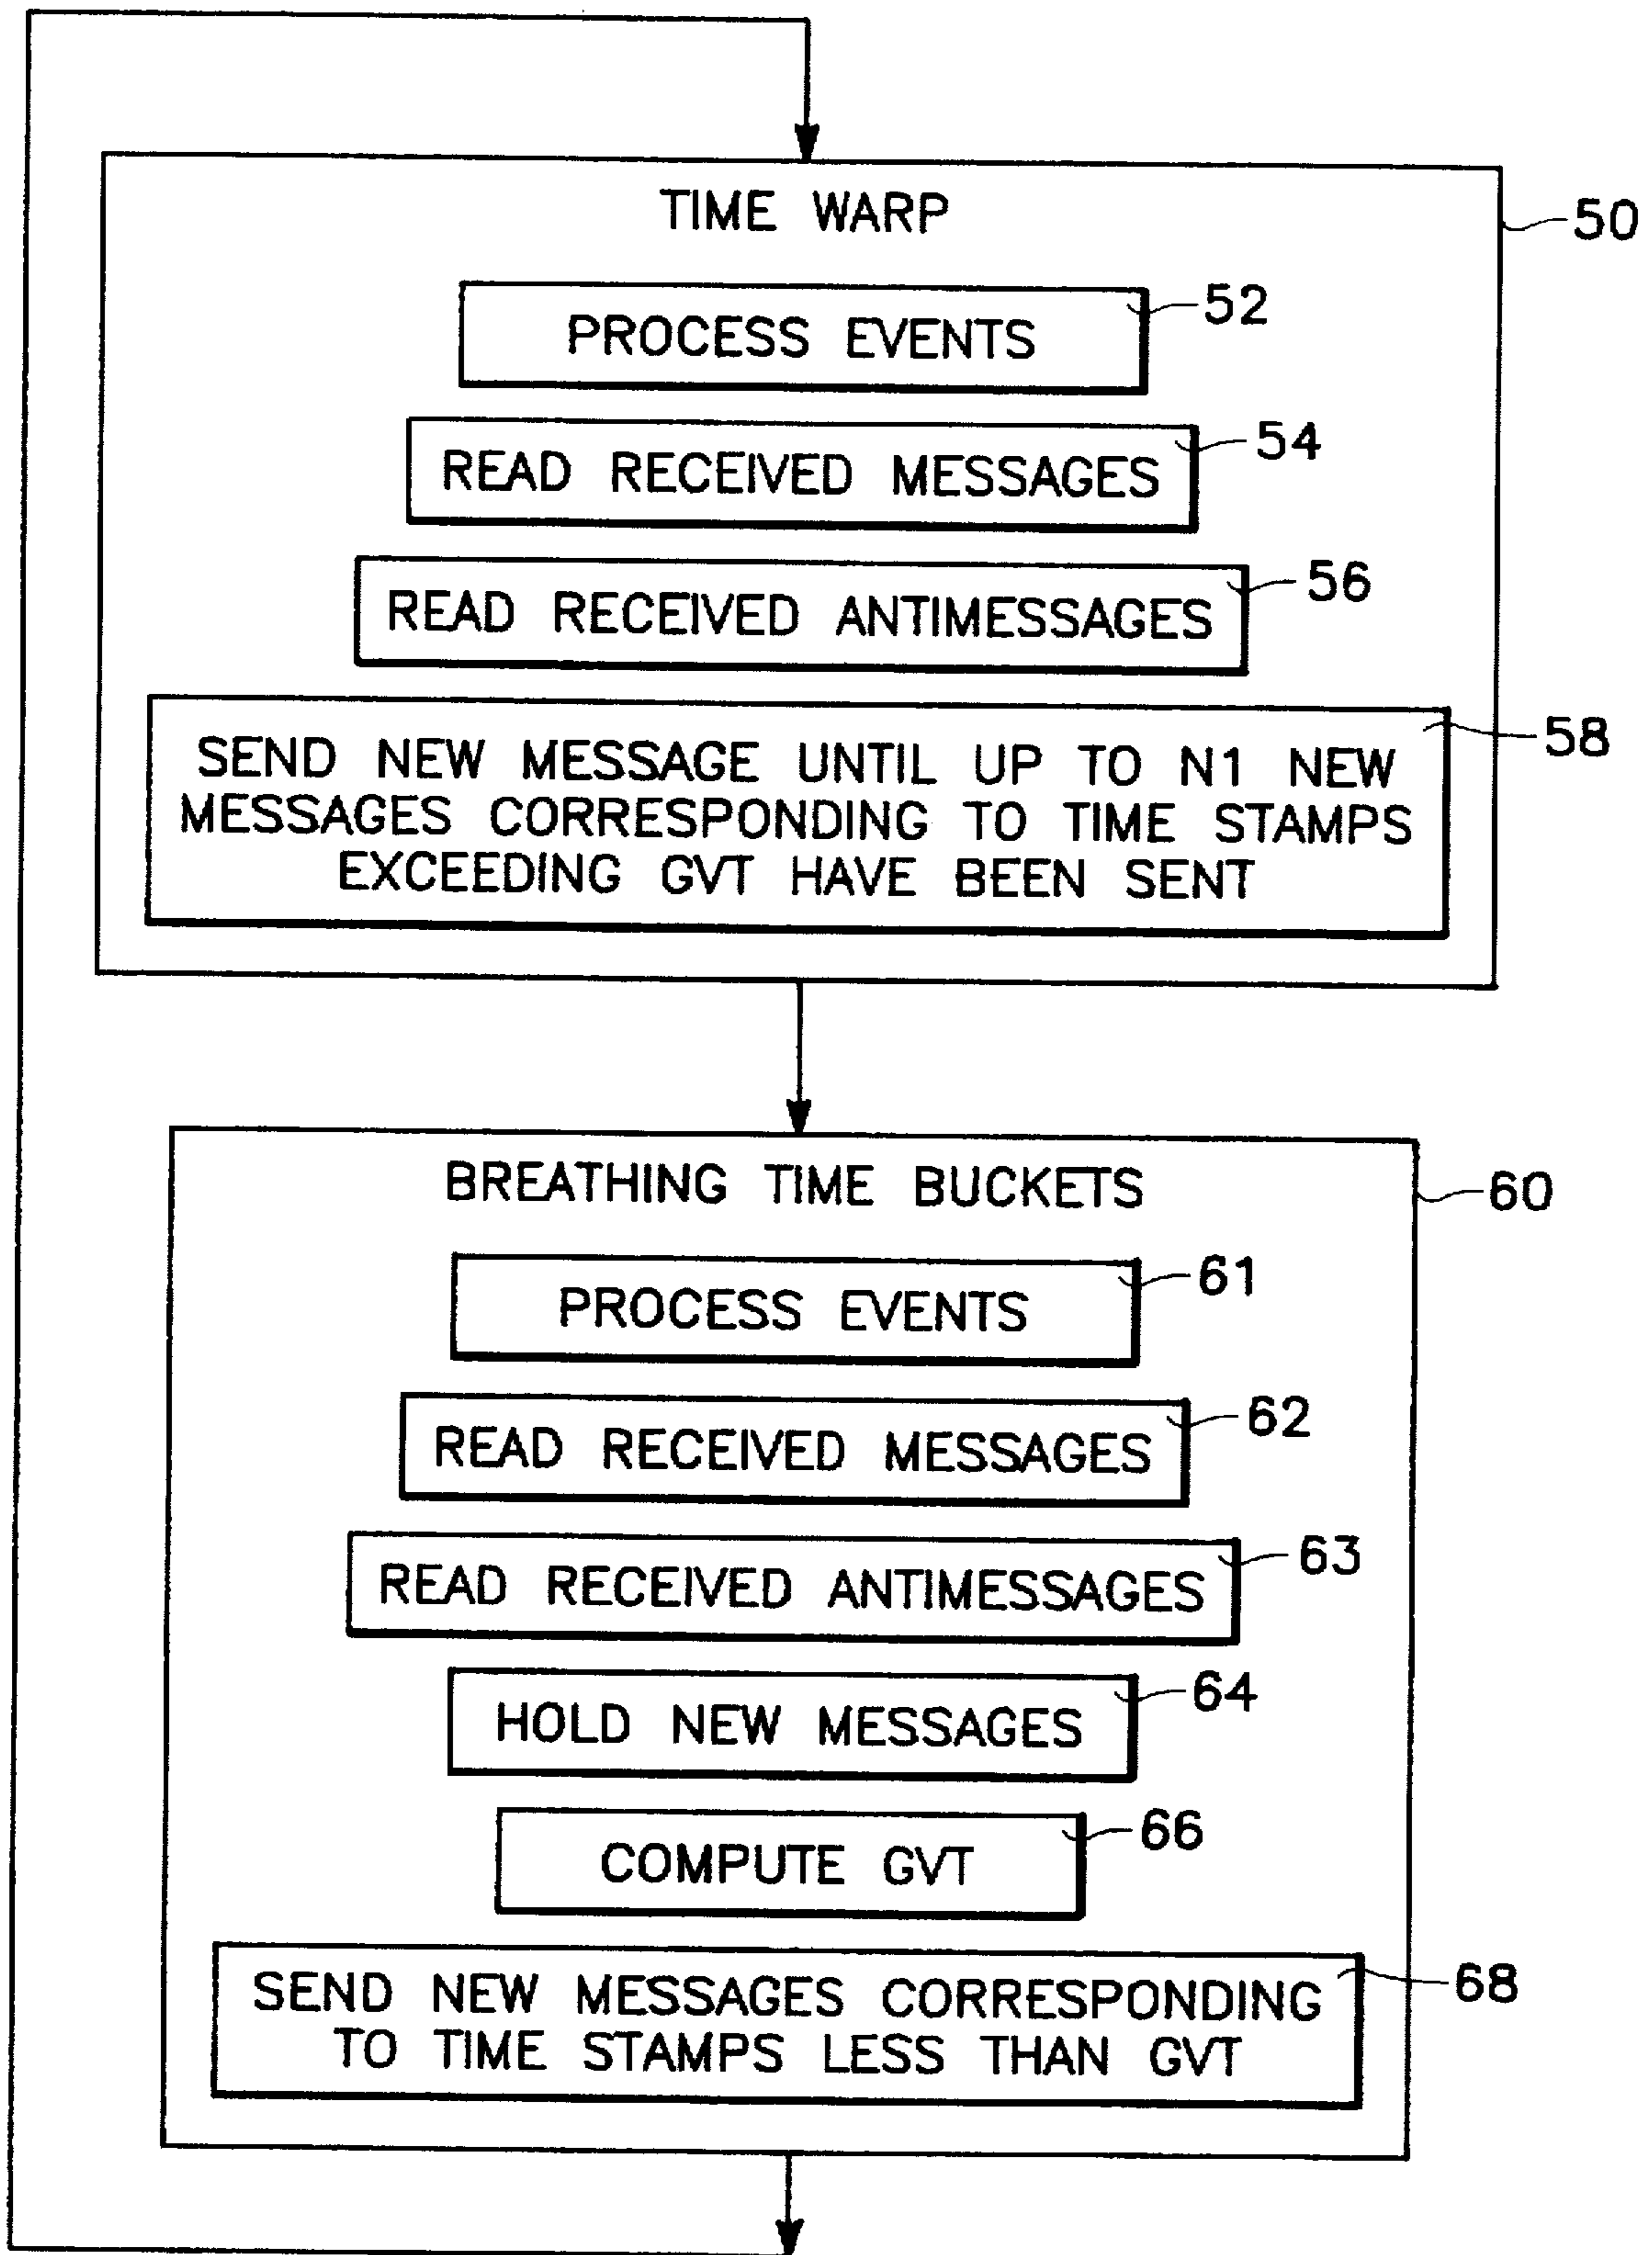 TIME WARP
50
PROCESS EVENTS
52
READ RECEIVED MESSAGES
54
READ RECEIVED ANTIMESSAGES
56
SEND NEW MESSAGE UNTIL UP TO N1 NEW
MESSAGES CORRESPONDING TO TIME STAMPS
EXCEEDING GVT HAVE BEEN SENT
58
BREATHING TIME BUCKETS
60
PROCESS EVENTS
61
READ RECEIVED MESSAGES
62
READ RECEIVED ANTIMESSAGES
63
HOLD NEW MESSAGES
64
COMPUTE GVT
66
SEND NEW MESSAGES CORRESPONDING
TO TIME STAMPS LESS THAN GVT
68